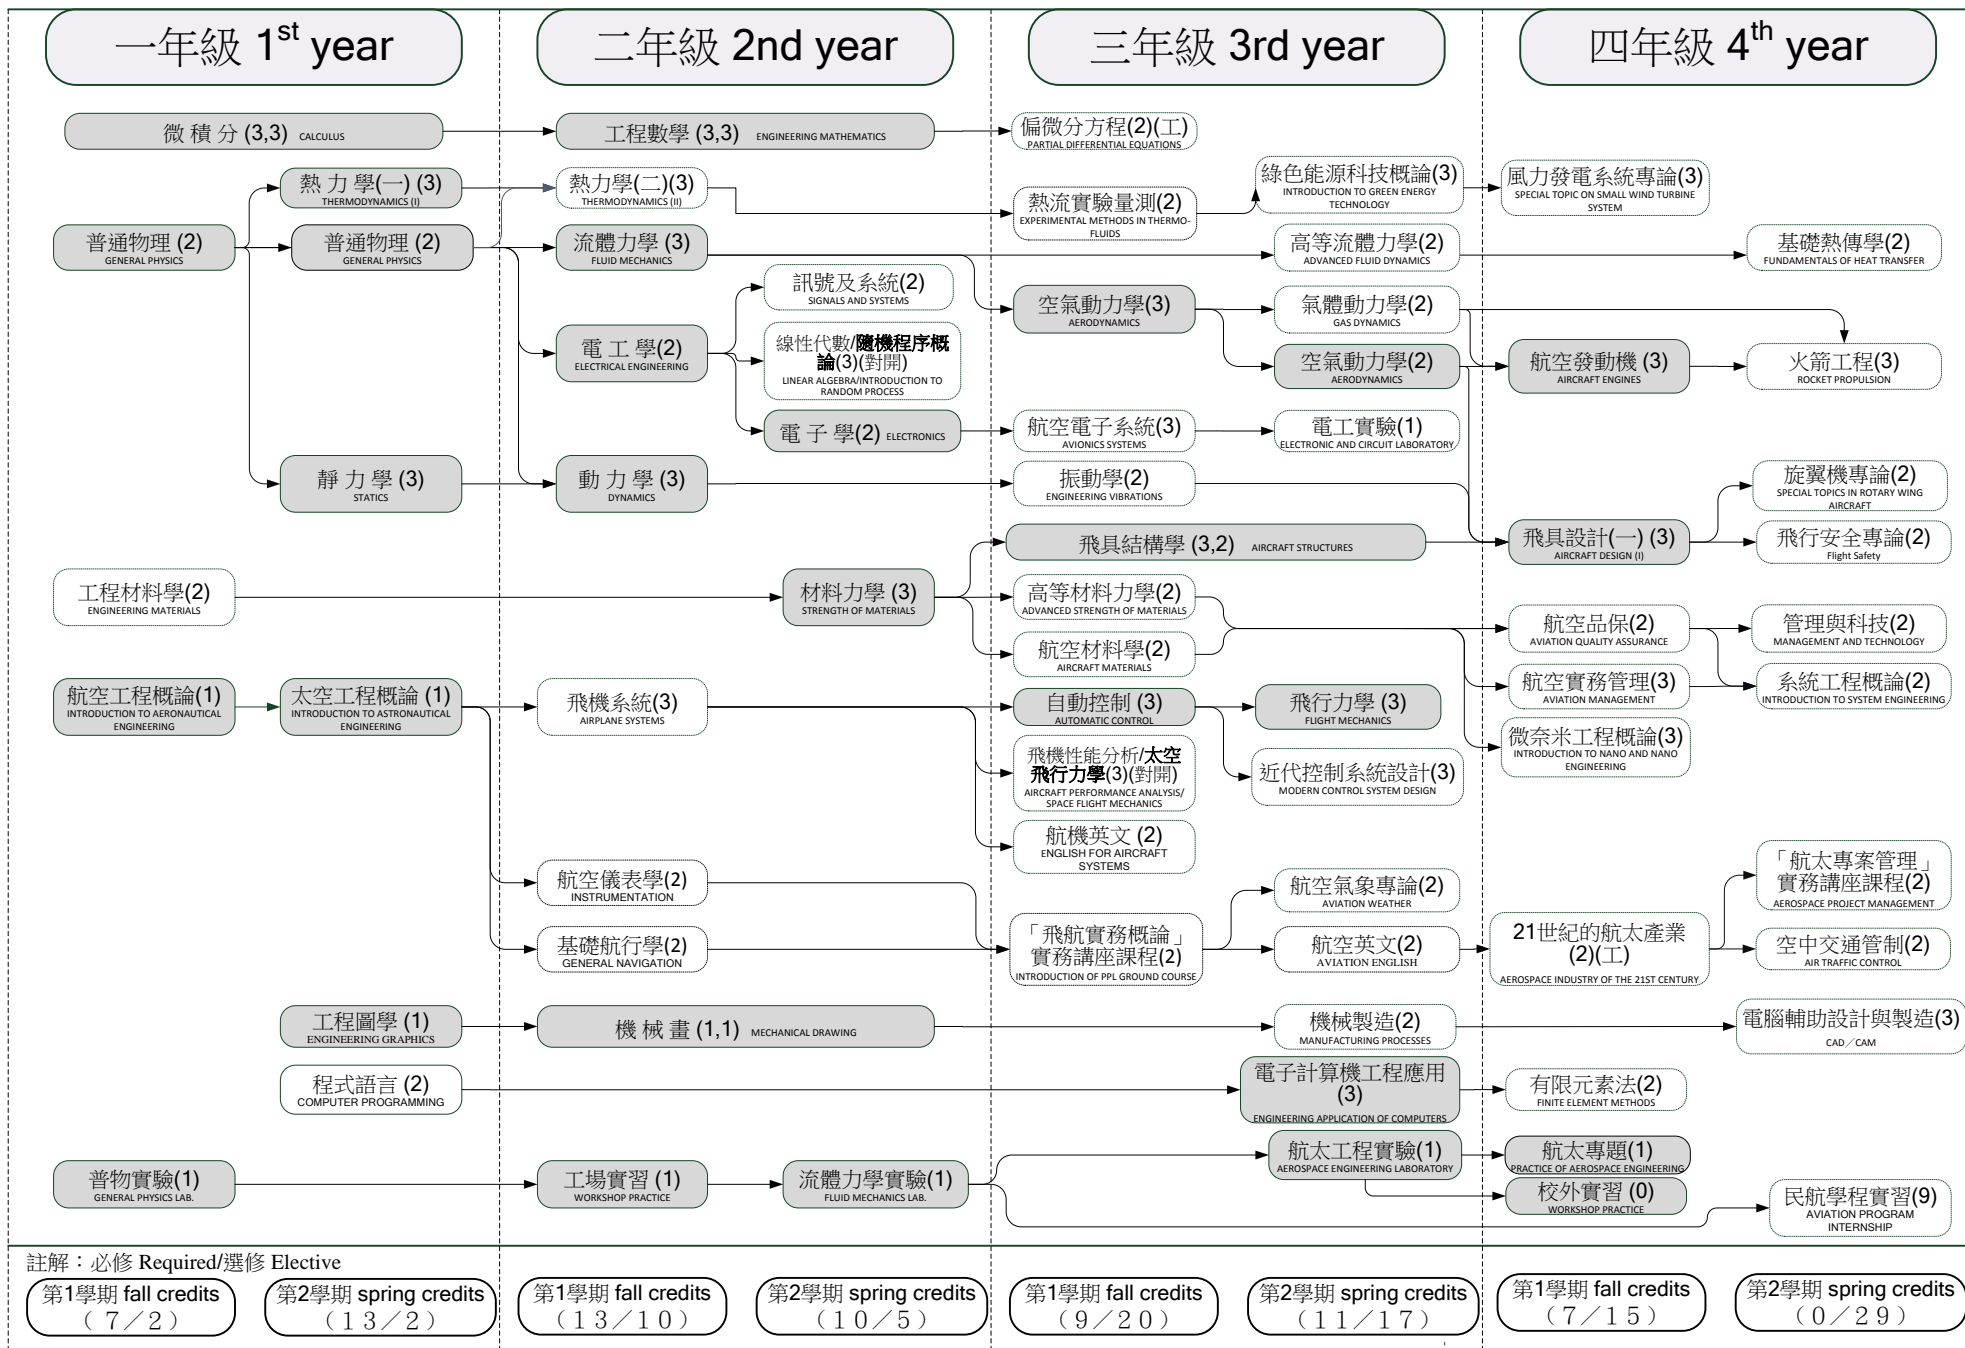 一年級 1st year
二年級 2nd year
三年級 3rd year
四年級 4th year
微 積 分 (3,3) CALCULUS
工程數學 (3,3) ENGINEERING MATHEMATICS
偏微分方程(2)(工)
PARTIAL DIFFERENTIAL EQUATIONS
熱 力 學(一) (3)
THERMODYNAMICS (I)
熱力學(二)(3)
THERMODYNAMICS (II)
熱流實驗量測(2)
EXPERIMENTAL METHODS IN THERMO-
FLUIDS
綠色能源科技概論(3)
INTRODUCTION TO GREEN ENERGY
TECHNOLOGY
風力發電系統專論(3)
SPECIAL TOPIC ON SMALL WIND TURBINE
SYSTEM
普通物理 (2)
GENERAL PHYSICS
普通物理 (2)
GENERAL PHYSICS
流體力學 (3)
FLUID MECHANICS
高等流體力學(2)
ADVANCED FLUID DYNAMICS
基礎熱傳學(2)
FUNDAMENTALS OF HEAT TRANSFER
訊號及系統(2)
SIGNALS AND SYSTEMS
空氣動力學(3)
AERODYNAMICS
氣體動力學(2)
GAS DYNAMICS
電 工 學(2)
ELECTRICAL ENGINEERING
線性代數/隨機程序概
論(3)(對開)
LINEAR ALGEBRA/INTRODUCTION TO
RANDOM PROCESS
空氣動力學(2)
AERODYNAMICS
航空發動機 (3)
AIRCRAFT ENGINES
火箭工程(3)
ROCKET PROPULSION
電 子 學(2) ELECTRONICS
航空電子系統(3)
AVIONICS SYSTEMS
電工實驗(1)
ELECTRONIC AND CIRCUIT LABORATORY
靜 力 學 (3)
STATICS
動 力 學 (3)
DYNAMICS
振動學(2)
ENGINEERING VIBRATIONS
旋翼機專論(2)
SPECIAL TOPICS IN ROTARY WING
AIRCRAFT
飛具結構學 (3,2) AIRCRAFT STRUCTURES
飛具設計(一) (3)
AIRCRAFT DESIGN (I)
飛行安全專論(2)
Flight Safety
工程材料學(2)
ENGINEERING MATERIALS
材料力學 (3)
STRENGTH OF MATERIALS
高等材料力學(2)
ADVANCED STRENGTH OF MATERIALS
航空材料學(2)
AIRCRAFT MATERIALS
航空品保(2)
AVIATION QUALITY ASSURANCE
管理與科技(2)
MANAGEMENT AND TECHNOLOGY
航空工程概論(1)
INTRODUCTION TO AERONAUTICAL
ENGINEERING
太空工程概論 (1)
INTRODUCTION TO ASTRONAUTICAL
ENGINEERING
飛機系統(3)
AIRPLANE SYSTEMS
自動控制 (3)
AUTOMATIC CONTROL
飛行力學 (3)
FLIGHT MECHANICS
航空實務管理(3)
AVIATION MANAGEMENT
系統工程概論(2)
INTRODUCTION TO SYSTEM ENGINEERING
飛機性能分析/太空
飛行力學(3)(對開)
AIRCRAFT PERFORMANCE ANALYSIS/
SPACE FLIGHT MECHANICS
近代控制系統設計(3)
MODERN CONTROL SYSTEM DESIGN
微奈米工程概論(3)
INTRODUCTION TO NANO AND NANO
ENGINEERING
航機英文 (2)
ENGLISH FOR AIRCRAFT
SYSTEMS
航空儀表學(2)
INSTRUMENTATION
航空氣象專論(2)
AVIATION WEATHER
「航太專案管理」
實務講座課程(2)
AEROSPACE PROJECT MANAGEMENT
基礎航行學(2)
GENERAL NAVIGATION
「飛航實務概論」
實務講座課程(2)
INTRODUCTION OF PPL GROUND COURSE
航空英文(2)
AVIATION ENGLISH
21世紀的航太產業
(2)(工)
AEROSPACE INDUSTRY OF THE 21ST CENTURY
空中交通管制(2)
AIR TRAFFIC CONTROL
工程圖學 (1)
ENGINEERING GRAPHICS
機 械 畫 (1,1) MECHANICAL DRAWING
機械製造(2)
MANUFACTURING PROCESSES
電腦輔助設計與製造(3)
CAD／CAM
程式語言 (2)
COMPUTER PROGRAMMING
電子計算機工程應用
(3)
ENGINEERING APPLICATION OF COMPUTERS
有限元素法(2)
FINITE ELEMENT METHODS
普物實驗(1)
GENERAL PHYSICS LAB.
工場實習 (1)
WORKSHOP PRACTICE
流體力學實驗(1)
FLUID MECHANICS LAB.
航太工程實驗(1)
AEROSPACE ENGINEERING LABORATORY
航太專題(1)
PRACTICE OF AEROSPACE ENGINEERING
校外實習 (0)
WORKSHOP PRACTICE
民航學程實習(9)
AVIATION PROGRAM
INTERNSHIP
註解：必修 Required/選修 Elective
第1學期 fall credits
（７／２）
第2學期 spring credits
（１３／２）
第1學期 fall credits
（１３／１０）
第2學期 spring credits
（１０／５）
第1學期 fall credits
（９／２０）
第2學期 spring credits
（１１／１７）
第1學期 fall credits
（７／１５）
第2學期 spring credits
（０／２９）